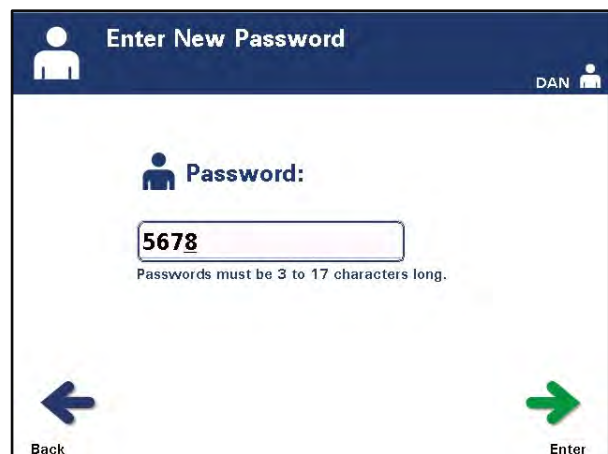 Enter New Password
DAN
Password:
5678
Passwords must be 3 to 17 characters long.
Back
Enter